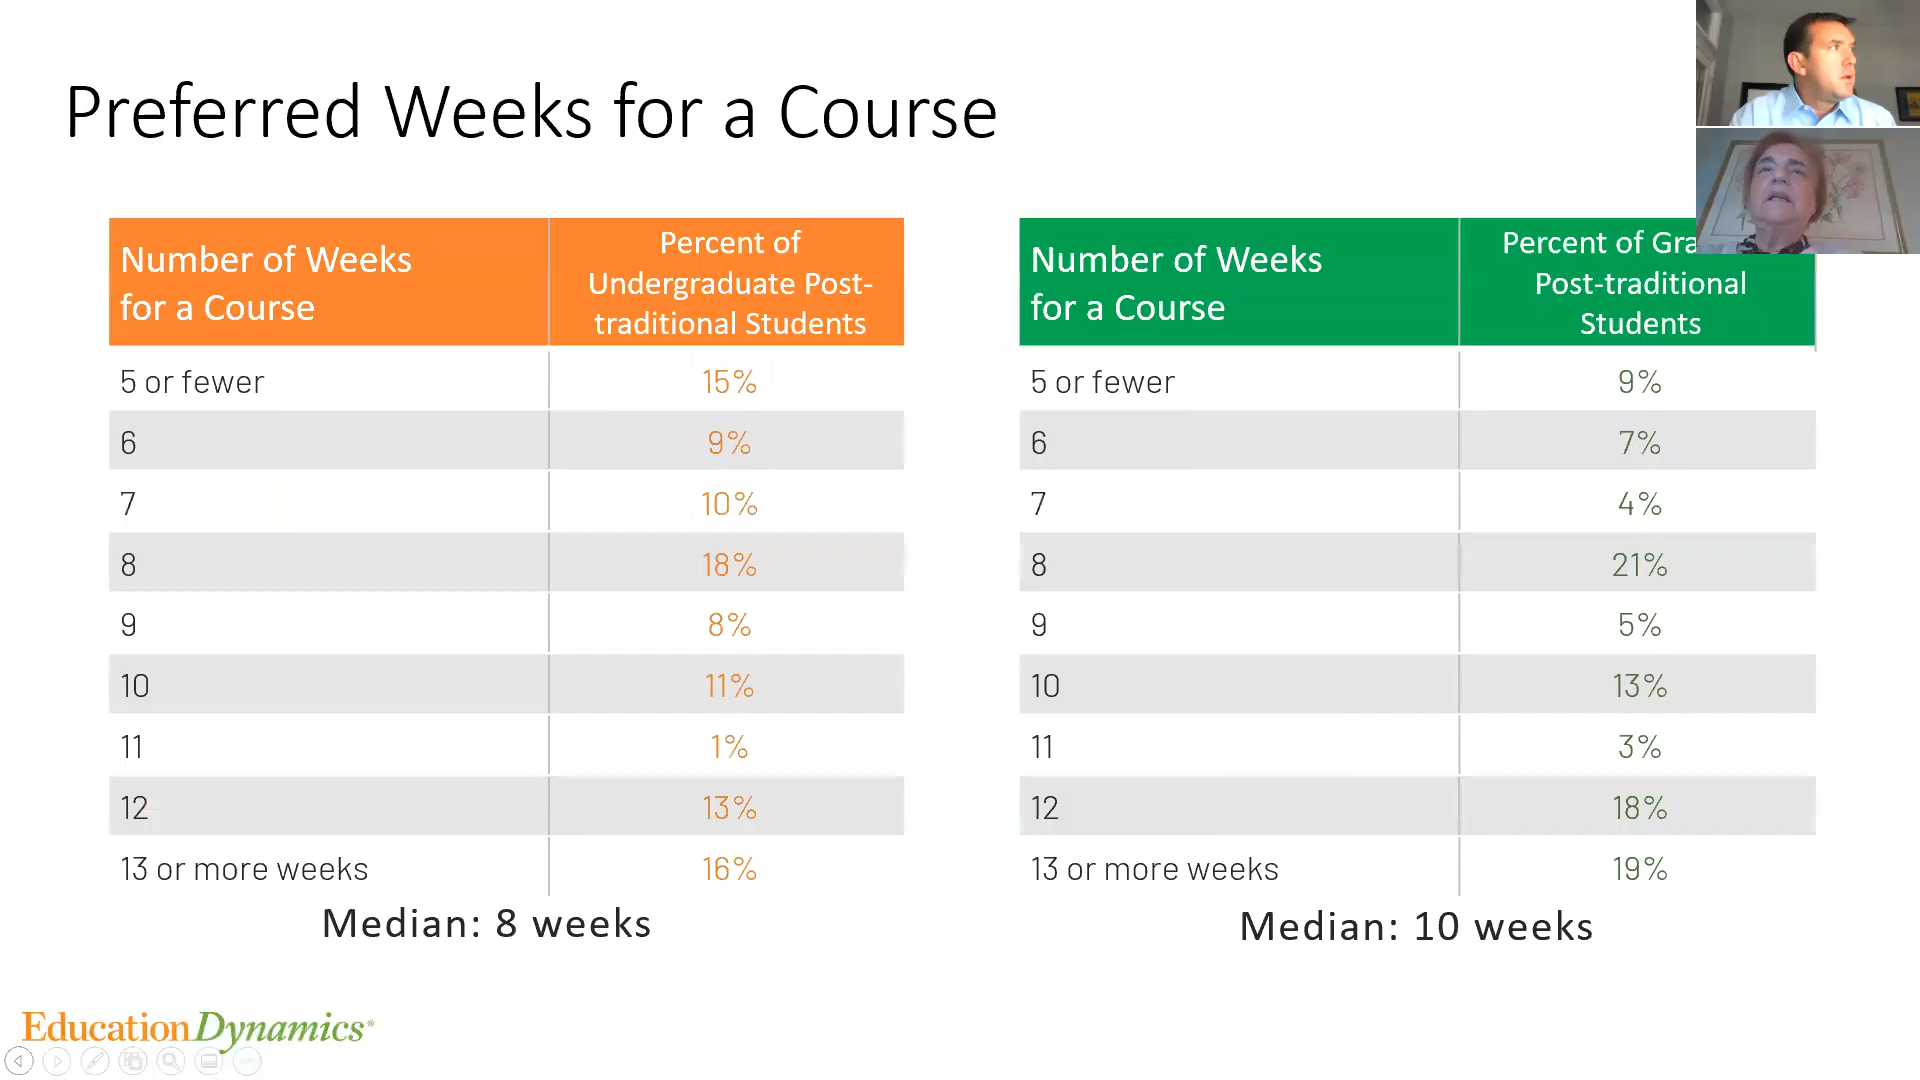 Preferred Weeks for a Course
Number of Weeks
for a Course
Percent of
Undergraduate Post-
traditional Students
5 or fewer 15%
6 9%
7 10%
8 18%
9 8%
10 11%
11 1%
12 13%
13 or more weeks 16%
Median: 8 weeks
Number of Weeks
for a Course
Percent of
Post-traditional
Students
5 or fewer 9%
6 7%
7 4%
8 21%
9 5%
10 13%
11 3%
12 18%
13 or more weeks 19%
Median: 10 weeks
EducationDynamics®